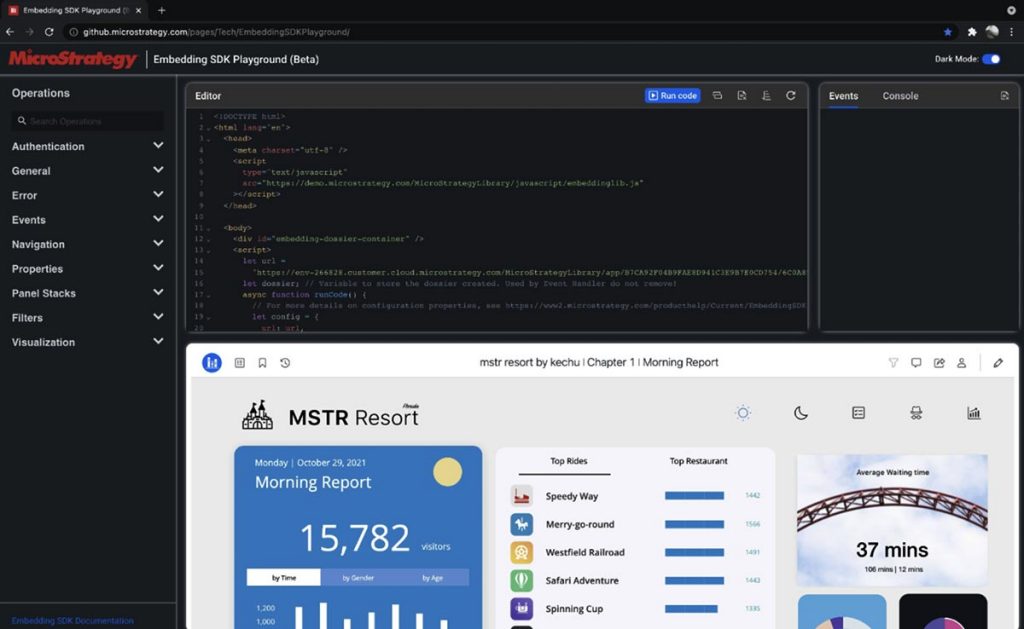 Embedding SDK Playground (
github.microstrategy.com/pages/Tech/EmbeddingSDKPlayground/
MicroStrategy
Embedding SDK Playground (Beta)
Dark Mode:
Operations
Search Operations
Authentication
General
Error
Events
Navigation
Properties
Panel Stacks
Filters
Visualization
Embedding SDK Documentation
Editor
Run code
1 <!DOCTYPE html>
2 <html lang="en">
3 <head>
4 <meta charset="utf-8" />
5 <script
6 type="text/javascript"
7 src="https://demo.microstrategy.com/MicroStrategyLibrary/javascript/embeddinglib.js"
8 ></script>
9 </head>
10
11 <body>
12 <div id="embedding-dossier-container" />
13 <script>
14 let url =
15 "https://env-266828.customer.cloud.microstrategy.com/MicroStrategyLibrary/app/
16 let dossier; // Variable to store the dossier created. Used by Event Handler do not remove!
17 async function runCode() {
18 // For more details on configuration properties, see https://www2.microstrategy.com/producthelp/Current/EmbeddingSDK
19 let config = {
20 url: url,
Events
Console
mstr resort by kechu | Chapter 1 | Morning Report
MSTR Resort
Florida
Monday | October 29, 2021
Morning Report
15,782 visitors
by Time
by Gender
by Age
1,200
1,000
Top Rides
Top Restaurant
Speedy Way 1442
Merry-go-round 1566
Westfield Railroad 1491
Safari Adventure 1443
Spinning Cup 1335
Average Waiting time
37 mins
106 mins | 12 mins